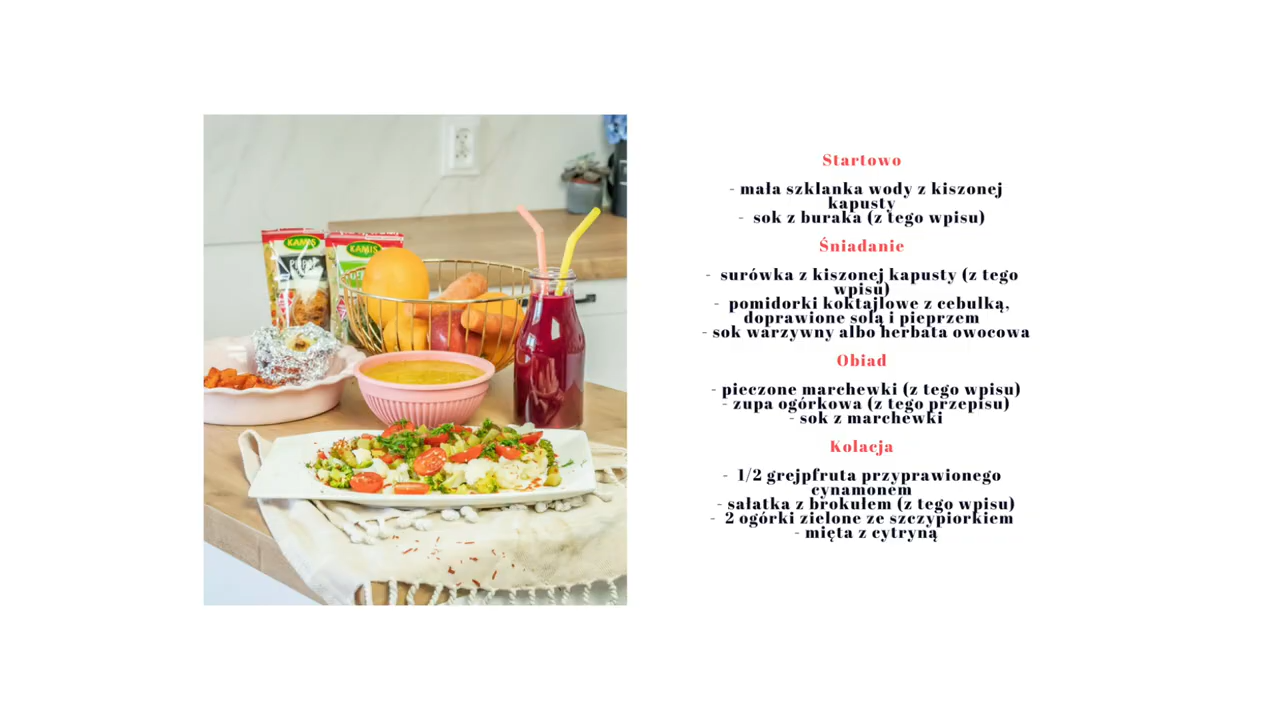 KAMIS
KAMIS
Startowo
- mała szklanka wody z kiszonej
kapusty
- sok z buraka (z tego wpisu)
Śniadanie
- surówka z kiszonej kapusty (z tego
wpisu)
- pomidorki koktajlowe z cebulką,
doprawione solą i pieprzem
- sok warzywny albo herbata owocowa
Obiad
- pieczone marchewki (z tego wpisu)
- zupa ogórkowa (z tego przepisu)
- sok z marchewki
Kolacja
- 1/2 grejpfruta przyprawionego
cynamonem
- sałatka z brokułem (z tego wpisu)
- 2 ogórki zielone ze szczypiorkiem
- mięta z cytryną